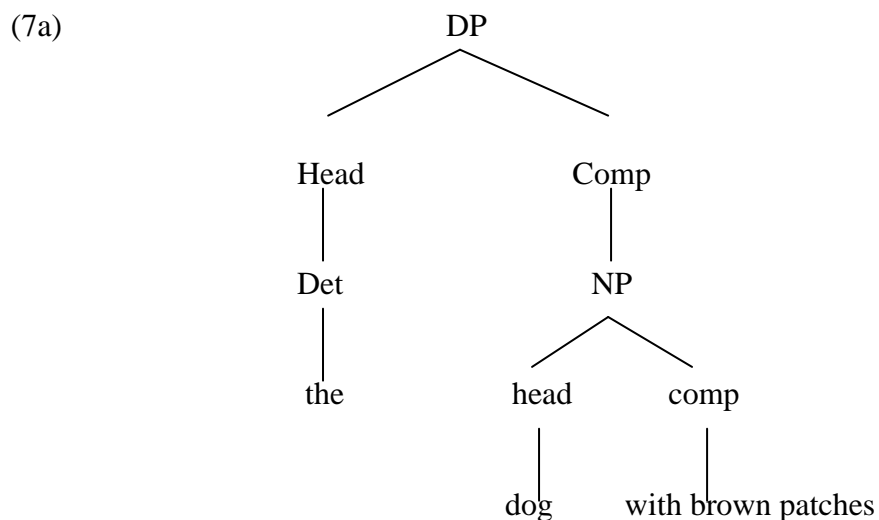 (7a) DP
Head Comp
Det NP
the head comp
dog with brown patches